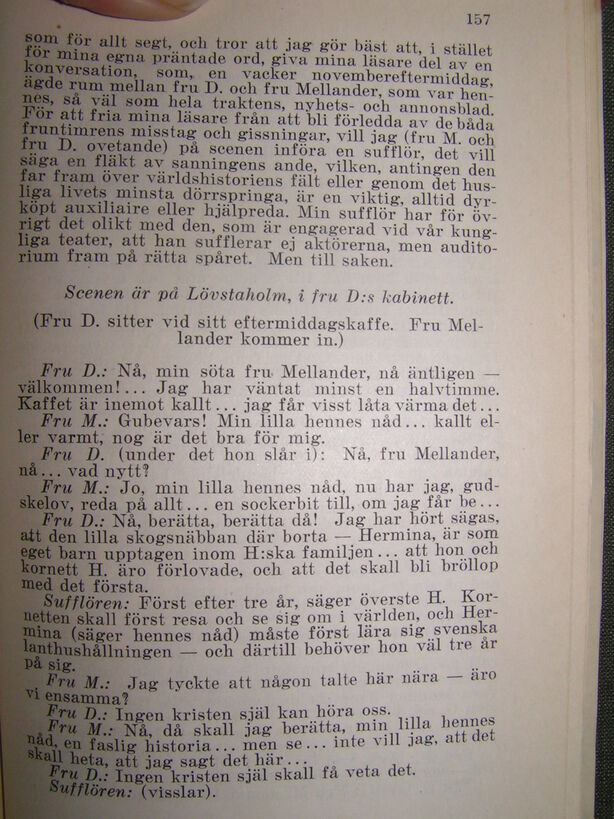 157
som för allt segt, och tror att jag gör bäst att, i stället
för mina egna präntade ord, giva mina läsare del av en
konversation, som, en vacker novembereftermiddag,
ägde rum mellan fru D. och fru Mellander, som var hen-
nes, så väl som hela traktens, nyhets- och annonsblad.
För att fria mina läsare från att bli förledda av de båda
fruntimrens misstag och gissningar, vill jag (fru M. och
fru D. ovetande) på scenen införa en sufflör, det vill
säga en fläkt av sanningens ande, vilken, antingen den
far fram över världshistoriens fält eller genom det hus-
liga livets minsta dörrspringa, är en viktig, alltid dyr-
köpt auxiliaire eller hjälpreda. Min sufflör har för öv-
rigt det olikt med den, som är engagerad vid vår kung-
liga teater, att han sufflerar ej aktörerna, men audito-
rium fram på rätta spåret. Men till saken.
Scenen är på Lövstaholm, i fru D:s kabinett.
(Fru D. sitter vid sitt eftermiddagskaffe. Fru Mel-
lander kommer in.)
Fru D.: Nå, min söta fru Mellander, nå äntligen —
välkommen!... Jag har väntat minst en halvtimme.
Kaffet är inemot kallt... jag får visst låta värma det...
Fru M.: Gubevars! Min lilla hennes nåd... kallt el-
ler varmt, nog är det bra för mig.
Fru D. (under det hon slår i): Nå, fru Mellander,
nå... vad nytt?
Fru M.: Jo, min lilla hennes nåd, nu har jag, gud-
skelov, reda på allt... en sockerbit till, om jag får be...
Fru D.: Nå, berätta, berätta då! Jag har hört sägas,
att den lilla skogsnäbban där borta — Hermina, är som
eget barn upptagen inom H:ska familjen... att hon och
kornett H. äro förlovade, och att det skall bli bröllop
med det första.
Sufflören: Först efter tre år, säger överste H. Kor-
netten skall först resa och se sig om i världen, och Her-
mina (säger hennes nåd) måste först lära sig svenska
lanthushållningen — och därtill behöver hon väl tre år
på sig.
Fru M.: Jag tyckte att någon talte här nära — äro
vi ensamma?
Fru D.: Ingen kristen själ kan höra oss.
Fru M.: Nå, då skall jag berätta, min lilla hennes
nåd, en faslig historia... men se... inte vill jag, att det
skall heta, att jag sagt det här...
Fru D.: Ingen kristen själ skall få veta det.
Sufflören: (visslar).